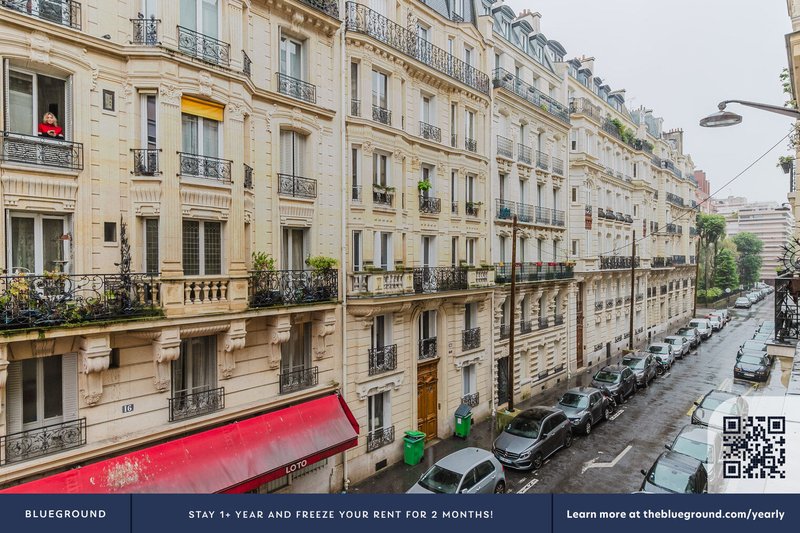 16
LOTO
BLUEGROUND
STAY 1+ YEAR AND FREEZE YOUR RENT FOR 2 MONTHS!
Learn more at theblueground.com/yearly